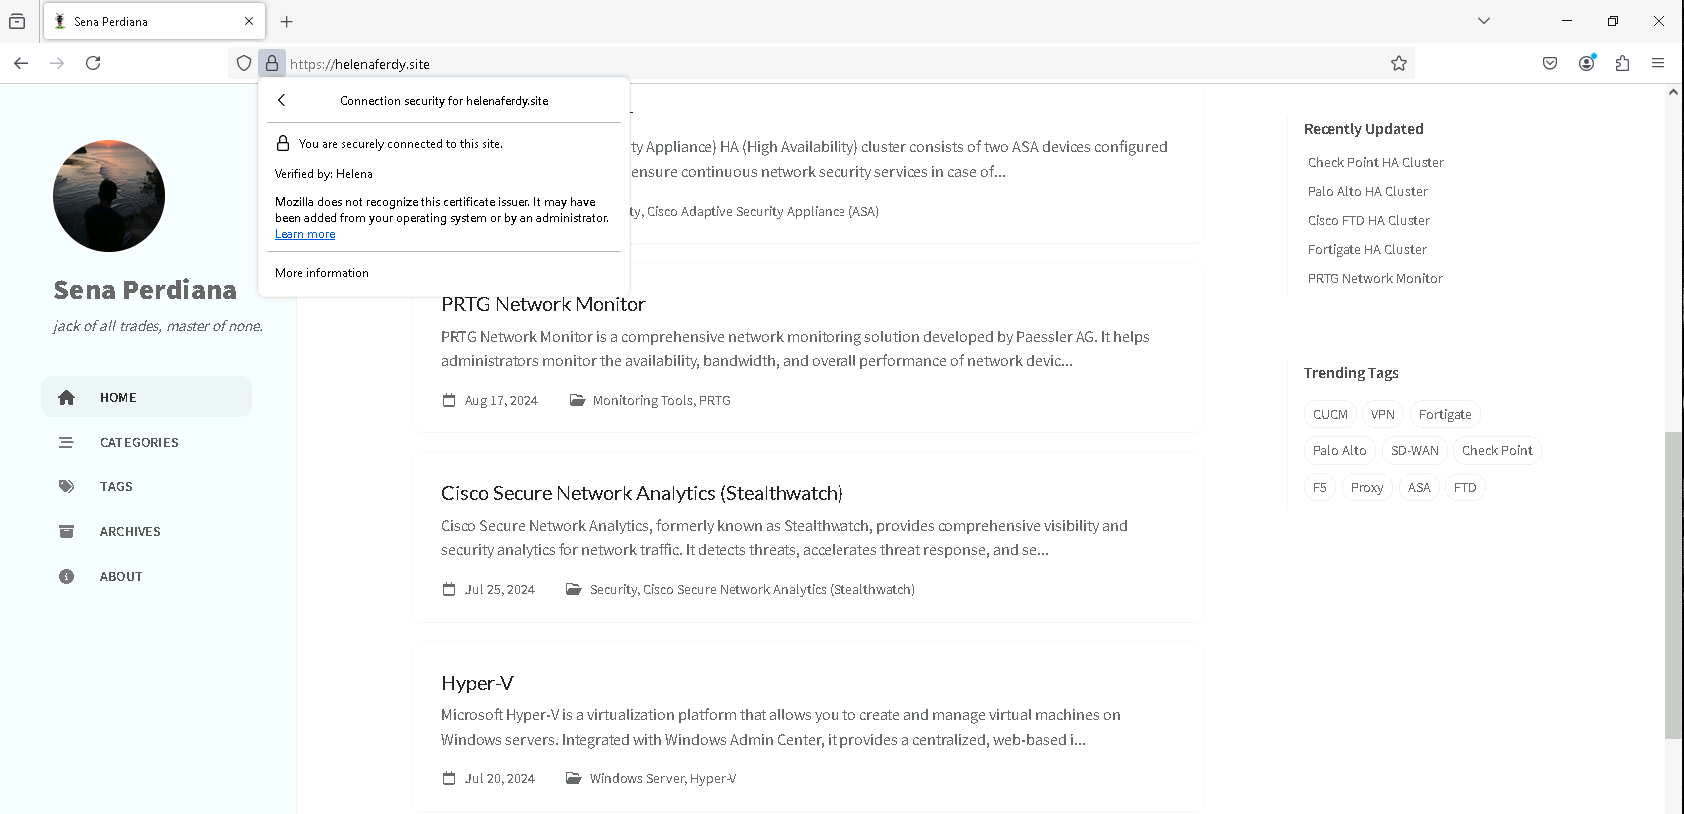 Sena Perdiana
https://helenaferdy.site
Connection security for helenaferdy.site
You are securely connected to this site.
Verified by: Helena
Mozilla does not recognize this certificate issuer. It may have
been added from your operating system or by an administrator.
Learn more
More information
Sena Perdiana
jack of all trades, master of none.
HOME
CATEGORIES
TAGS
ARCHIVES
ABOUT
ty Appliance) HA (High Availability) cluster consists of two ASA devices configured
ensure continuous network security services in case of...
ty, Cisco Adaptive Security Appliance (ASA)
PRTG Network Monitor
PRTG Network Monitor is a comprehensive network monitoring solution developed by Paessler AG. It helps
administrators monitor the availability, bandwidth, and overall performance of network devic...
Aug 17, 2024 Monitoring Tools, PRTG
Cisco Secure Network Analytics (Stealthwatch)
Cisco Secure Network Analytics, formerly known as Stealthwatch, provides comprehensive visibility and
security analytics for network traffic. It detects threats, accelerates threat response, and se...
Jul 25, 2024 Security, Cisco Secure Network Analytics (Stealthwatch)
Hyper-V
Microsoft Hyper-V is a virtualization platform that allows you to create and manage virtual machines on
Windows servers. Integrated with Windows Admin Center, it provides a centralized, web-based i...
Jul 20, 2024 Windows Server, Hyper-V
Recently Updated
Check Point HA Cluster
Palo Alto HA Cluster
Cisco FTD HA Cluster
Fortigate HA Cluster
PRTG Network Monitor
Trending Tags
CUCM VPN Fortigate
Palo Alto SD-WAN Check Point
F5 Proxy ASA FTD